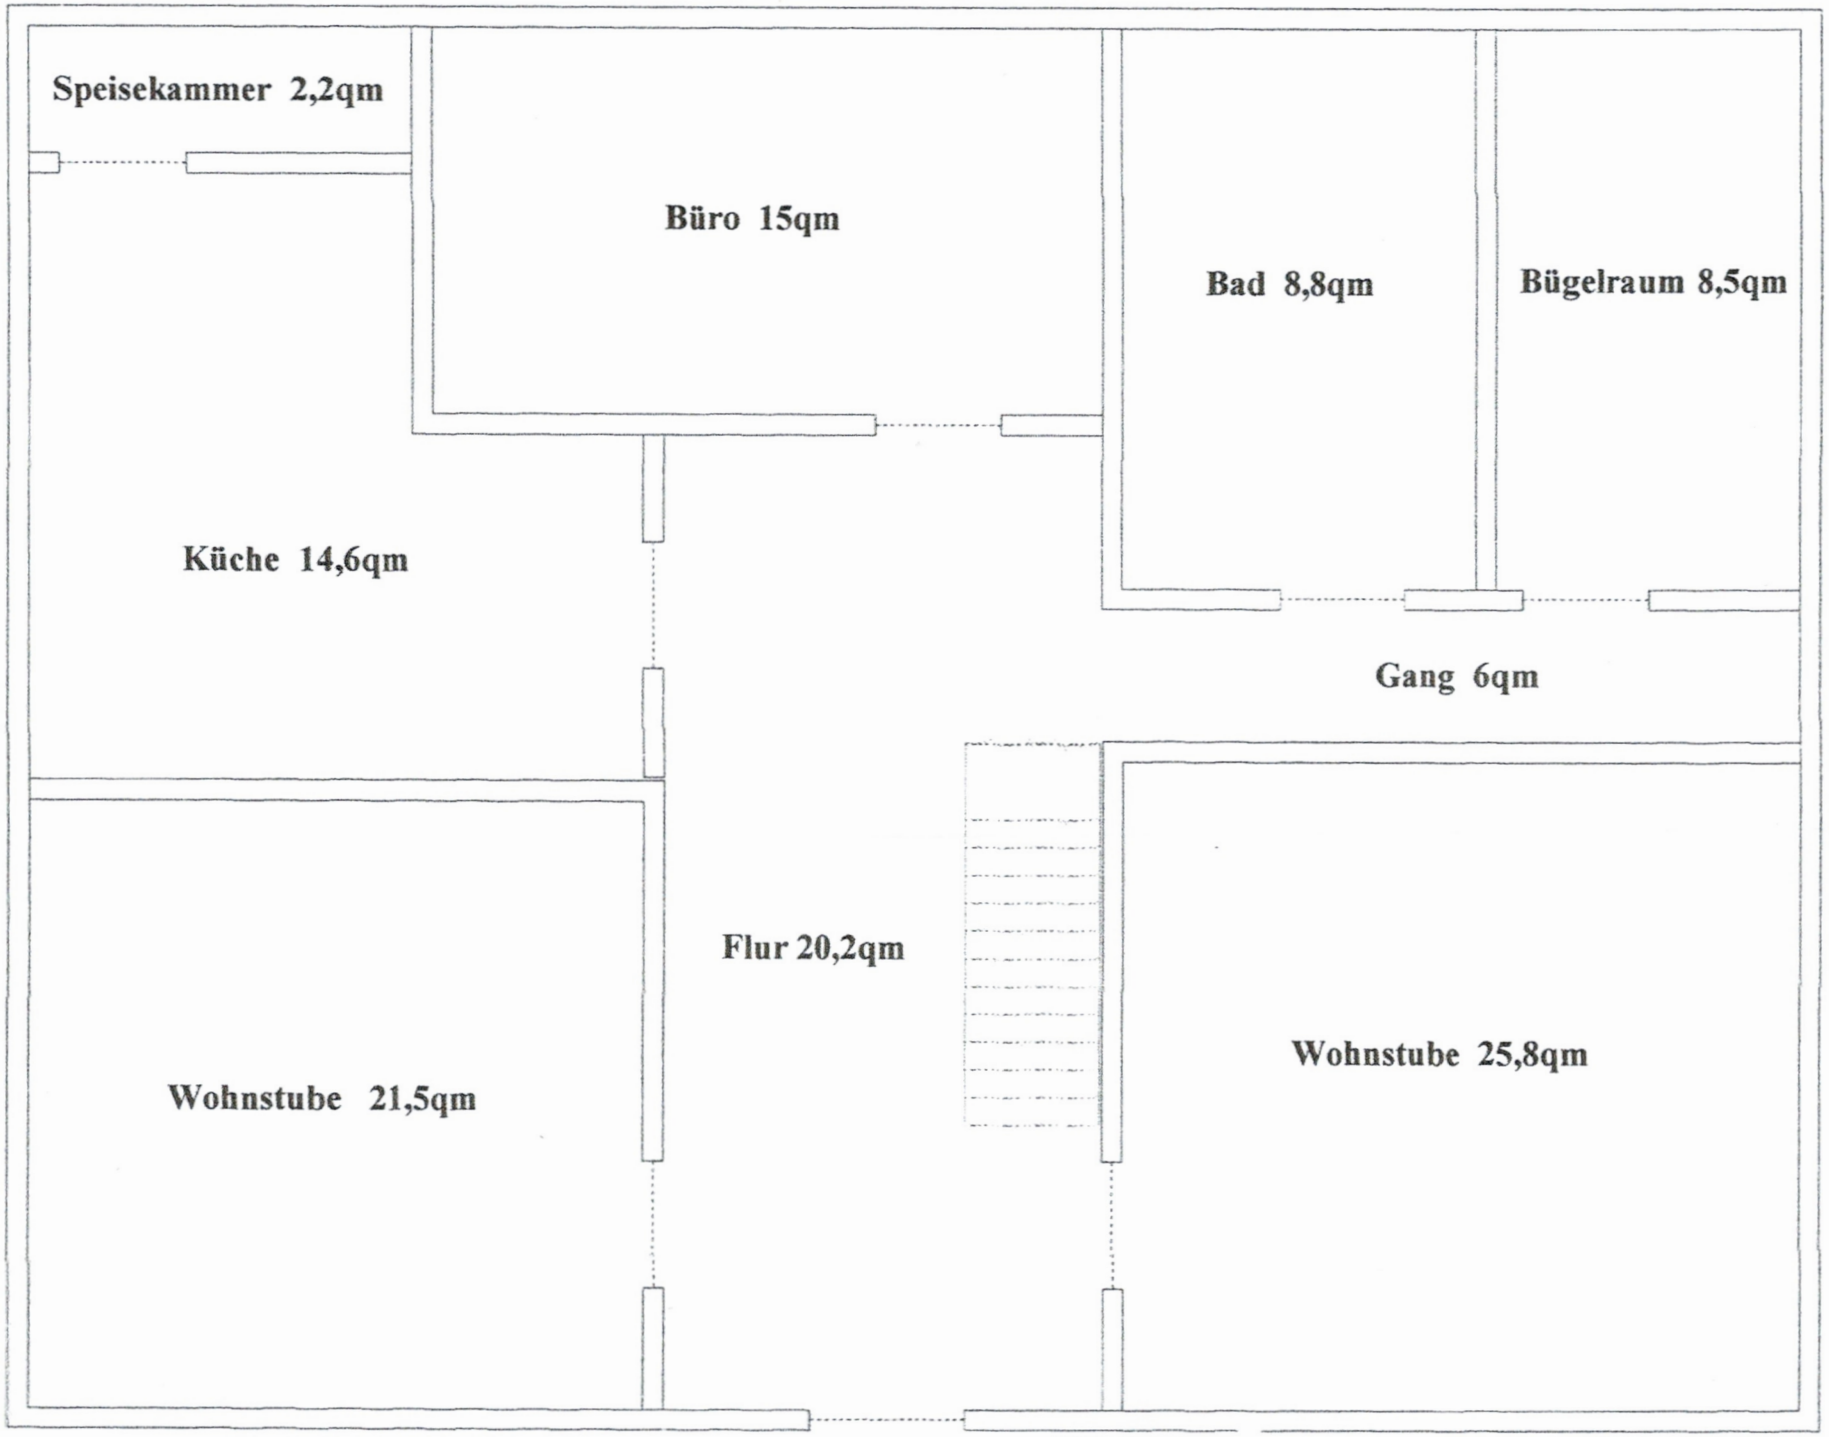 Speisekammer 2,2qm
Büro 15qm
Bad 8,8qm
Bügelraum 8,5qm
Küche 14,6qm
Gang 6qm
Flur 20,2qm
Wohnstube 21,5qm
Wohnstube 25,8qm